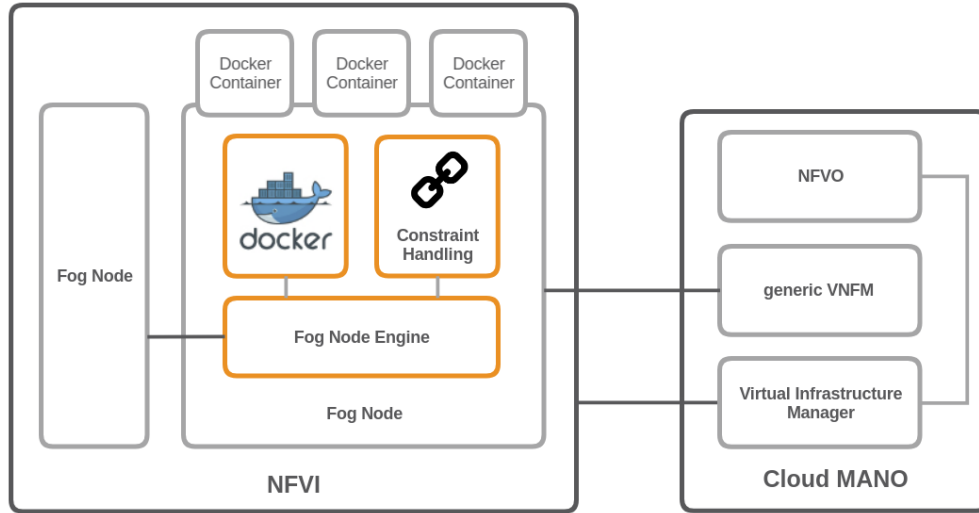 Docker
Container
Docker
Container
Docker
Container
Fog Node
docker
Constraint
Handling
Fog Node Engine
Fog Node
NFVI
NFVO
generic VNFM
Virtual Infrastructure
Manager
Cloud MANO